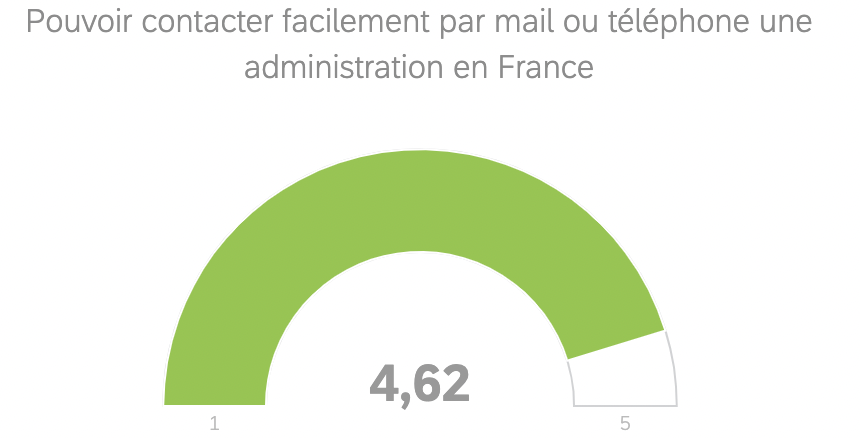 Pouvoir contacter facilement par mail ou téléphone une
administration en France
4,62
1
5